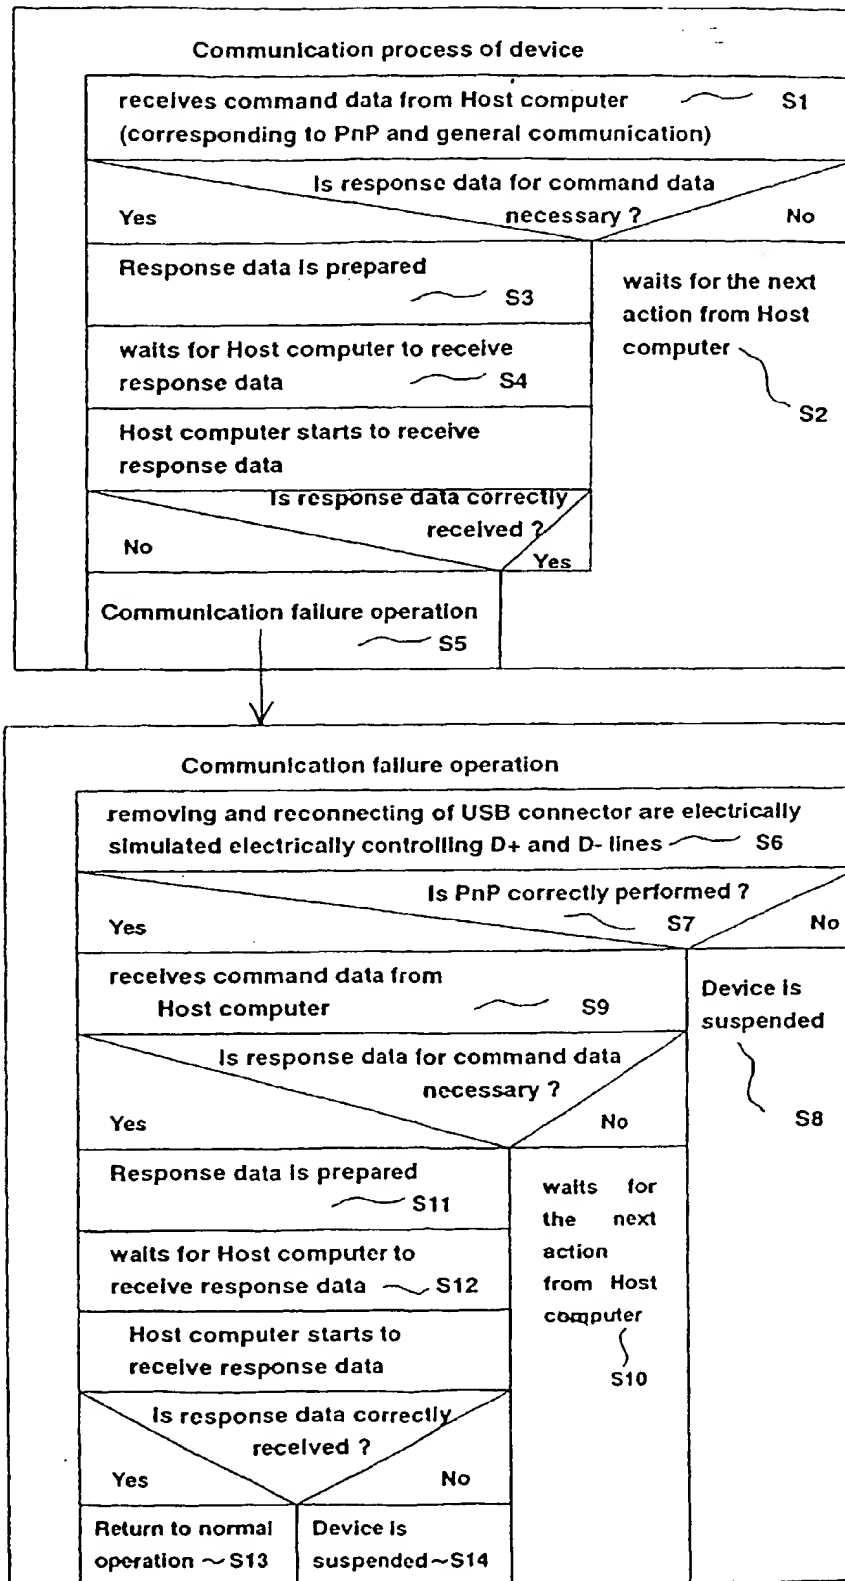 Communication process of device
receives command data from Host computer S1
(corresponding to PnP and general communication)
Is response data for command data
necessary ?
Yes No
Response data is prepared
S3
waits for the next
action from Host
computer
S2
waits for Host computer to receive
response data S4
Host computer starts to receive
response data
Is response data correctly
received ?
No Yes
Communication failure operation
S5
Communication failure operation
removing and reconnecting of USB connector are electrically
simulated electrically controlling D+ and D- lines S6
Is PnP correctly performed ?
S7
Yes No
receives command data from
Host computer S9
Device is
suspended
S8
Is response data for command data
necessary ?
Yes No
Response data is prepared
S11
waits for
the next
action
from Host
computer
S10
waits for Host computer to
receive response data S12
Host computer starts to
receive response data
Is response data correctly
received ?
Yes No
Return to normal
operation ~ S13
Device is
suspended~S14